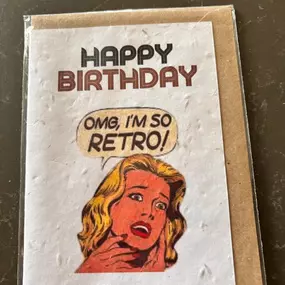 HAPPY
BIRTHDAY
OMG, I'M SO
RETRO!